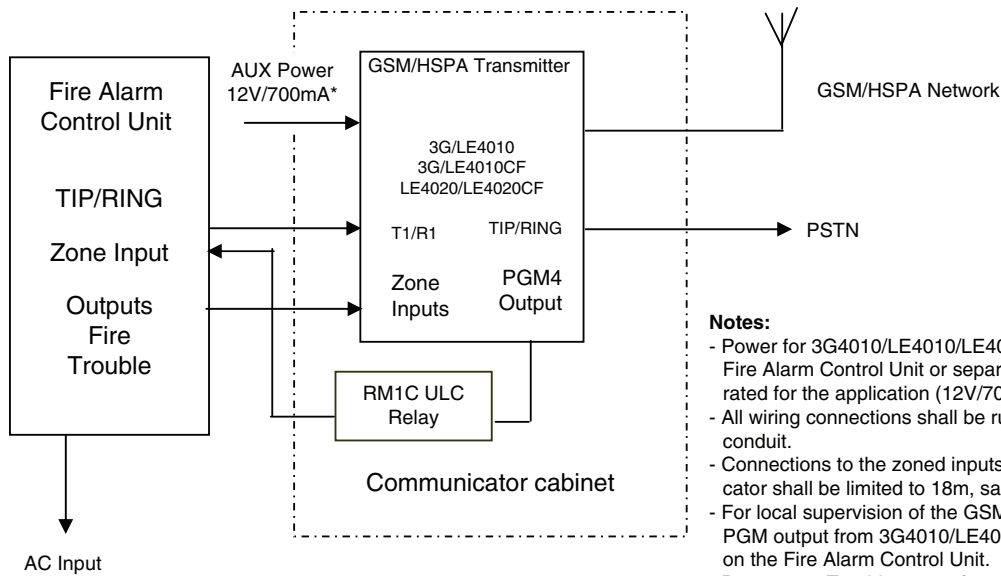 Fire Alarm
Control Unit
TIP/RING
Zone Input
Outputs
Fire
Trouble
AC Input
AUX Power
12V/700mA*
GSM/HSPA Transmitter
3G/LE4010
3G/LE4010CF
LE4020/LE4020CF
T1/R1 TIP/RING
Zone PGM4
Inputs Output
RM1C ULC
Relay
Communicator cabinet
GSM/HSPA Network
PSTN
Notes:
- Power for 3G4010/LE4010/LE40
Fire Alarm Control Unit or separ
rated for the application (12V/70
- All wiring connections shall be ru
conduit.
- Connections to the zoned inputs
cator shall be limited to 18m, sa
- For local supervision of the GSM
PGM output from 3G4010/LE40
on the Fire Alarm Control Unit.